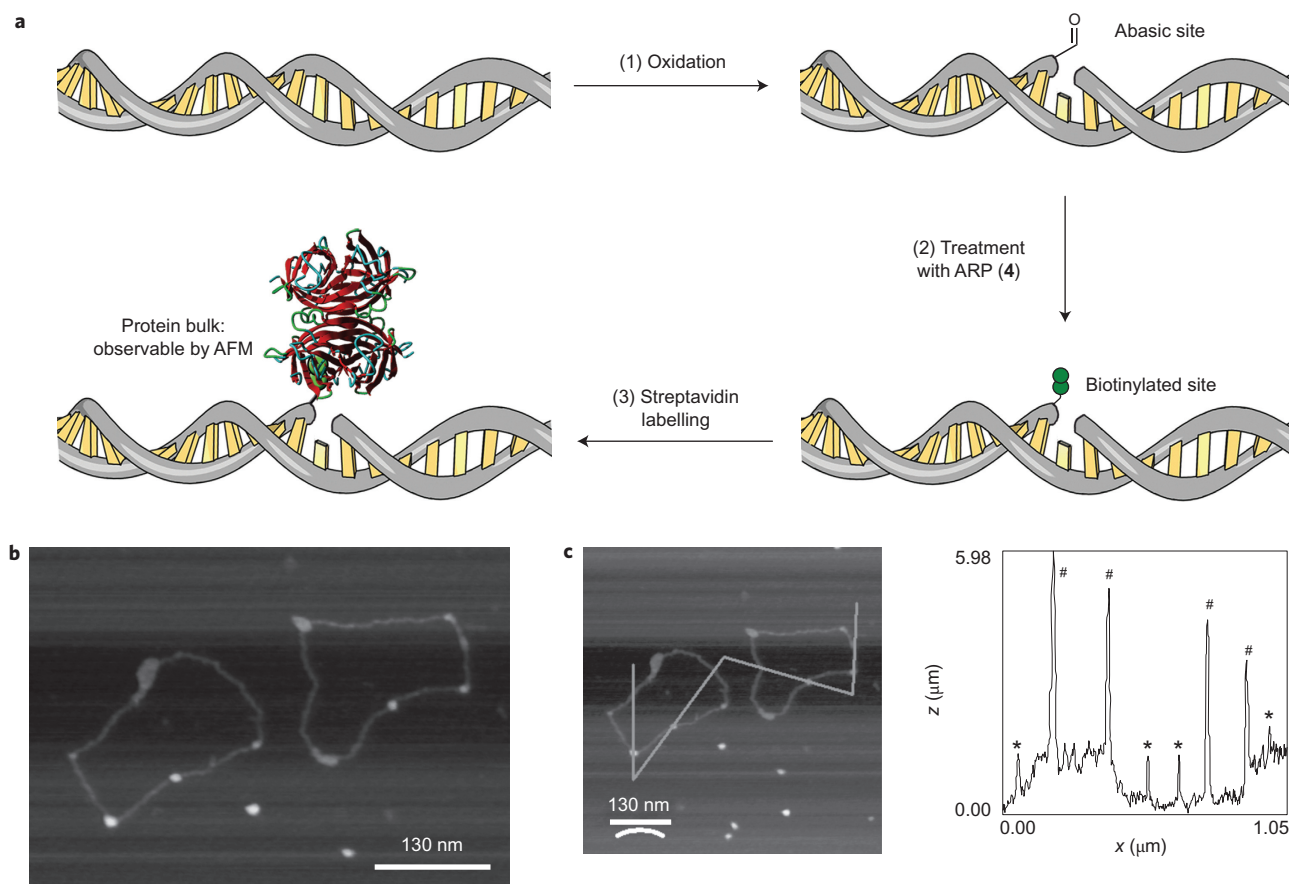 a
(1) Oxidation
O
Abasic site
(2) Treatment
with ARP (4)
Protein bulk:
observable by AFM
(3) Streptavidin
labelling
Biotinylated site
b
130 nm
c
130 nm
5.98
z (μm)
0.00
# # # #
* * * *
0.00
1.05
x (μm)